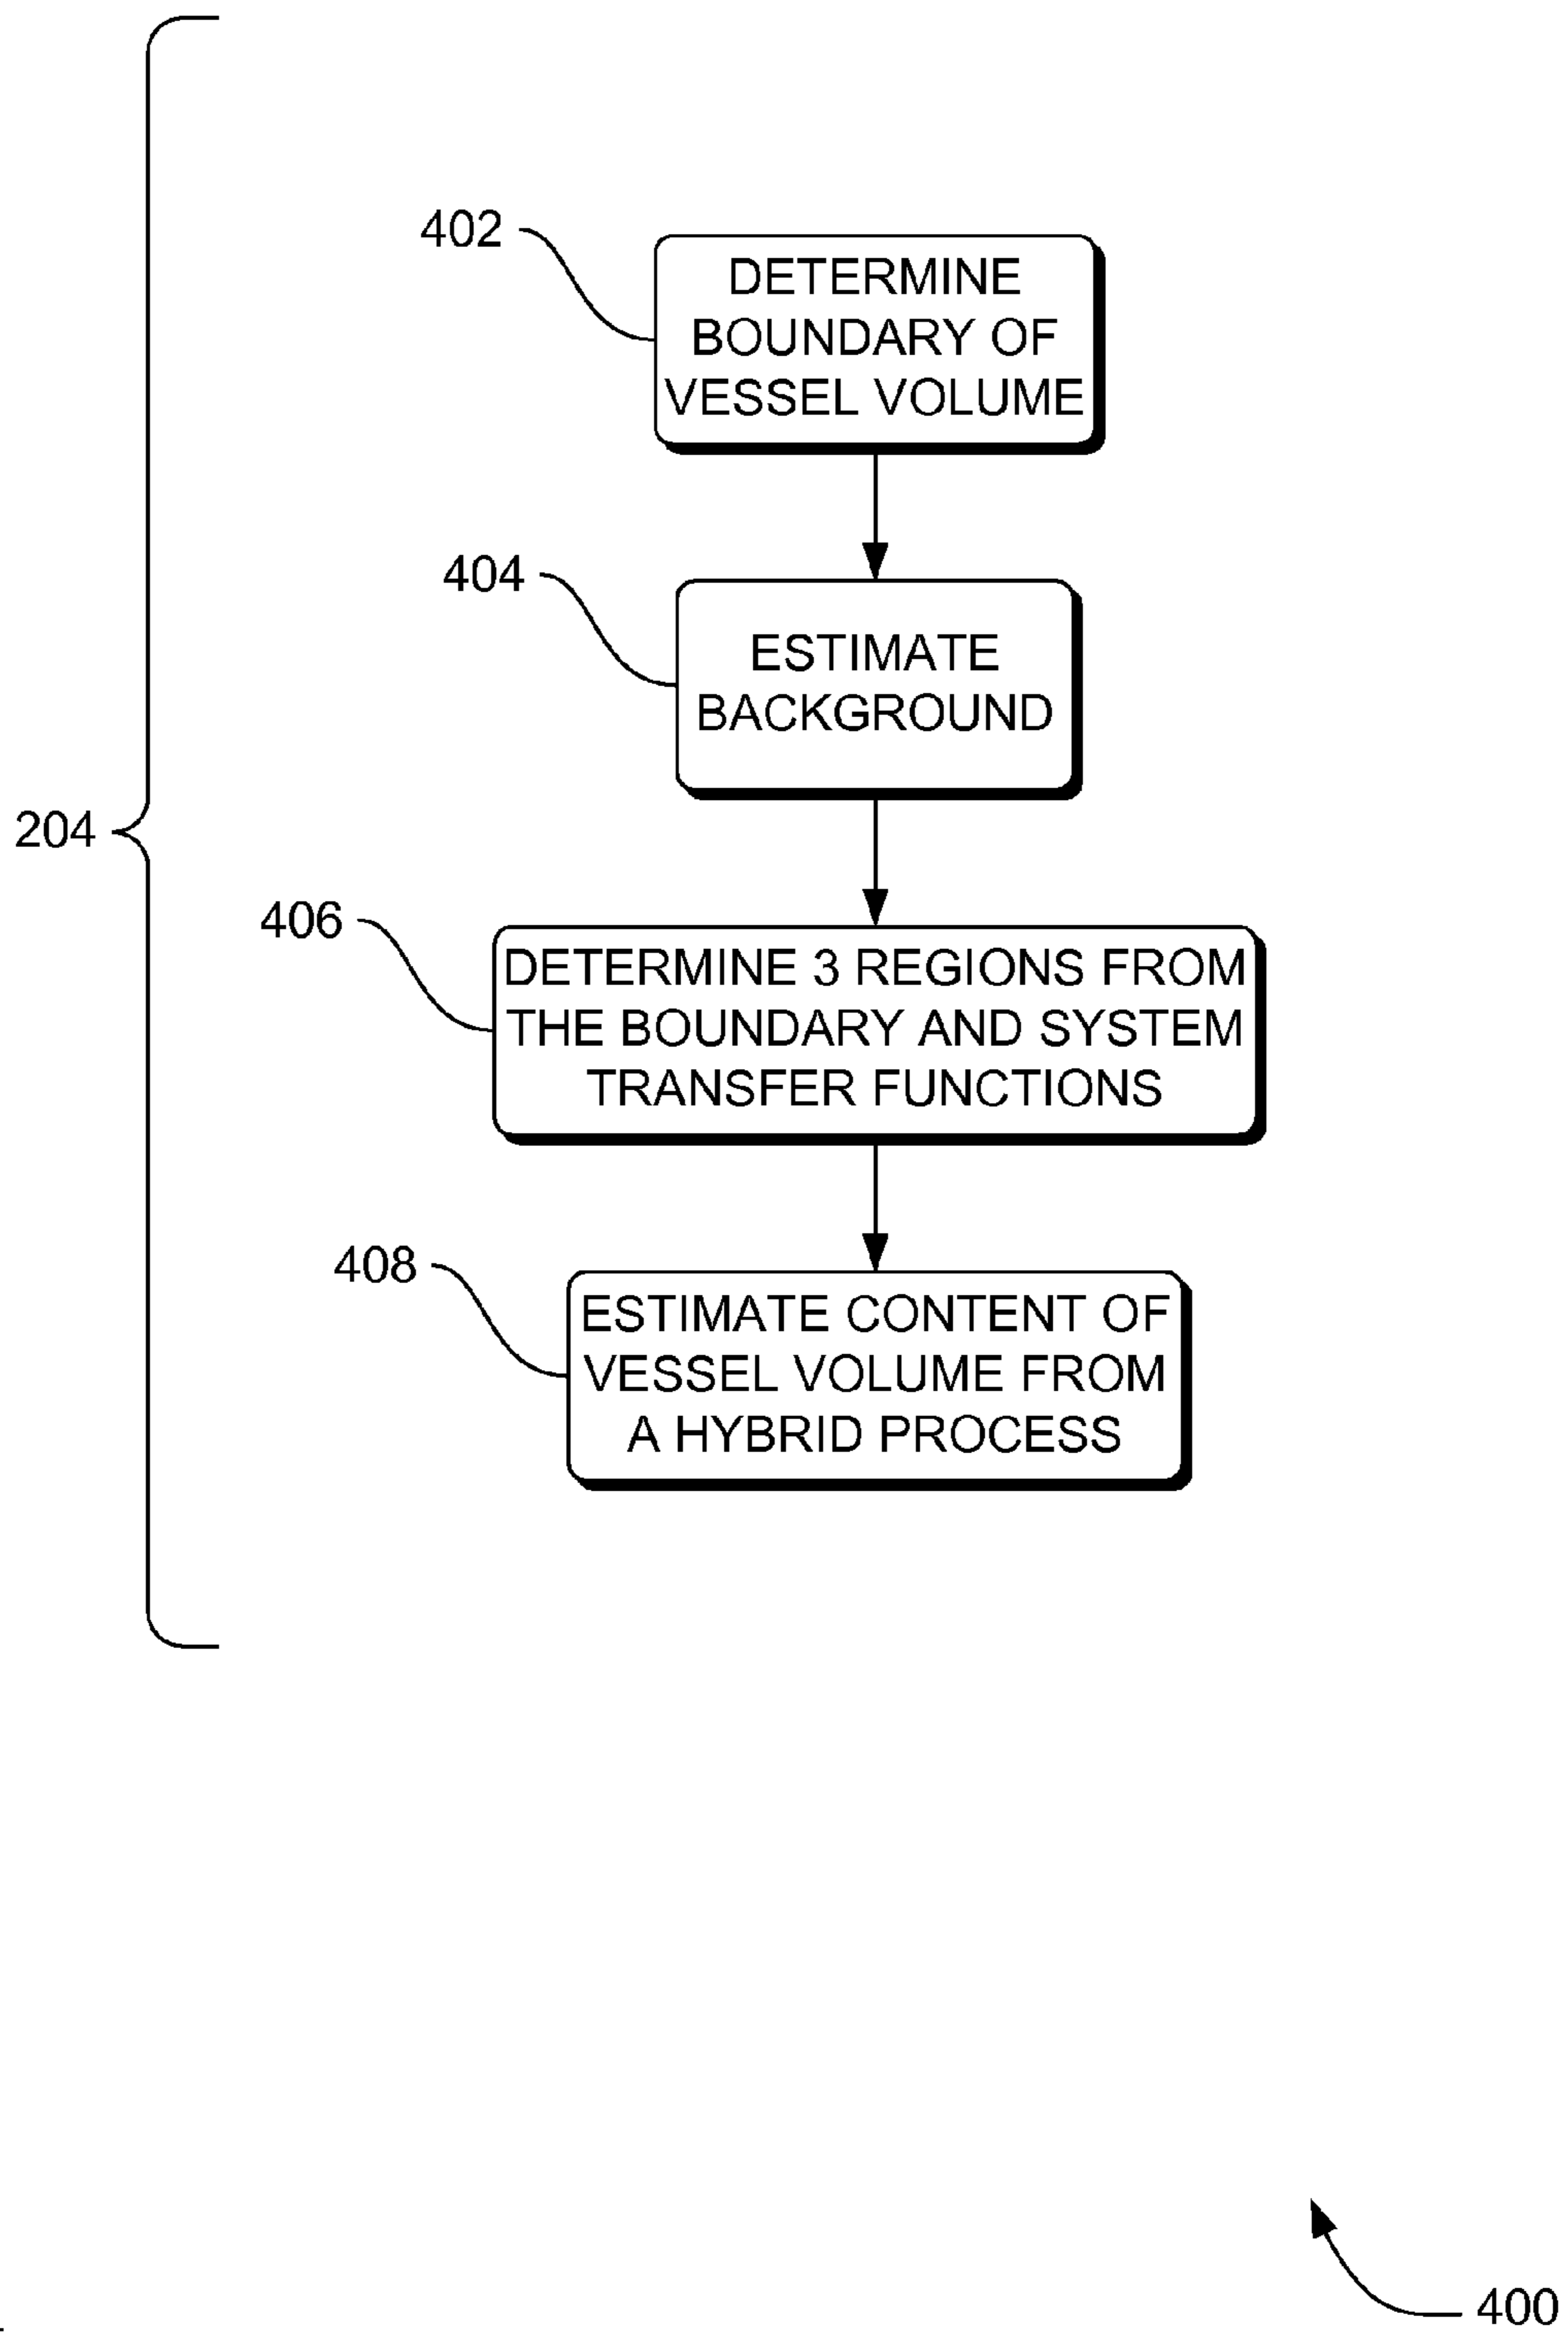 402
DETERMINE
BOUNDARY OF
VESSEL VOLUME
404
ESTIMATE
BACKGROUND
204
406
DETERMINE 3 REGIONS FROM
THE BOUNDARY AND SYSTEM
TRANSFER FUNCTIONS
408
ESTIMATE CONTENT OF
VESSEL VOLUME FROM
A HYBRID PROCESS
400